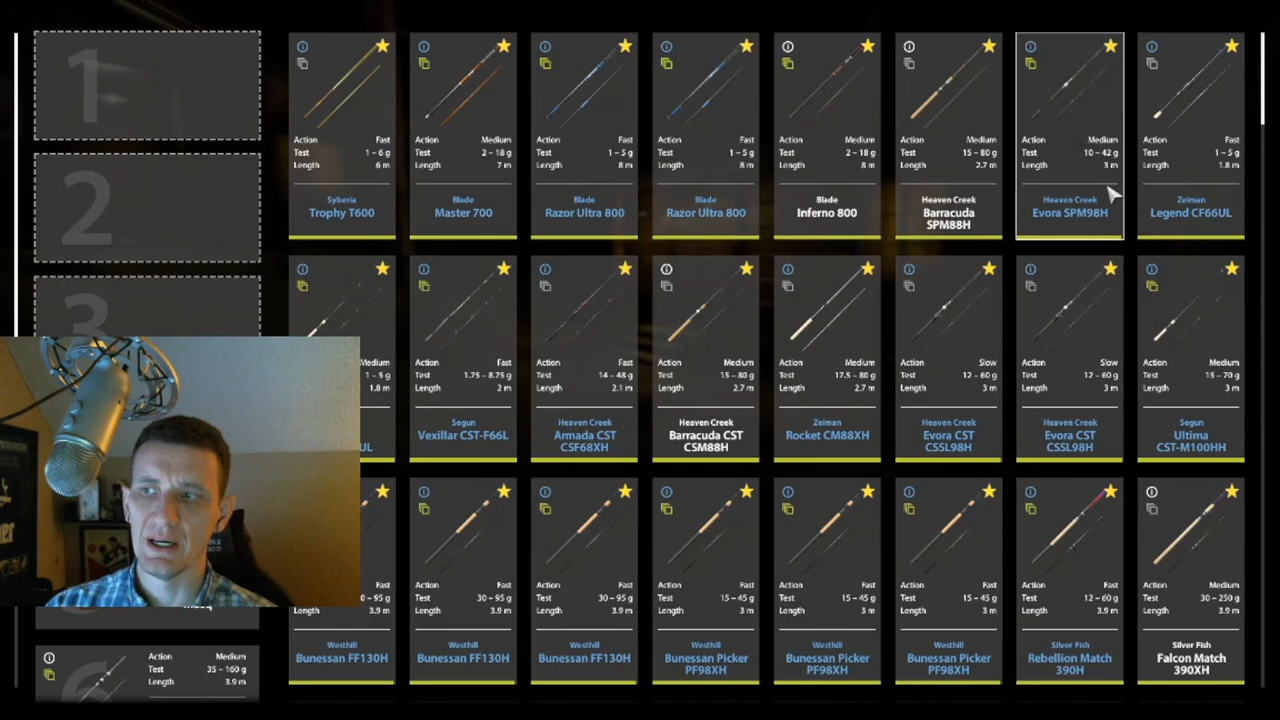 1
2
3
Action Fast
Test 1 – 6 g
Length 6 m
Syberia
Trophy T600
Action Medium
Test 2 – 18 g
Length 7 m
Blade
Master 700
Action Fast
Test 1 – 5 g
Length 8 m
Blade
Razor Ultra 800
Action Fast
Test 1 – 5 g
Length 8 m
Blade
Razor Ultra 800
Action Medium
Test 2 – 18 g
Length 8 m
Blade
Inferno 800
Action Medium
Test 15 – 80 g
Length 2.7 m
Heaven Creek
Barracuda
SPM88H
Action Medium
Test 10 – 42 g
Length 3 m
Heaven Creek
Evora SPM98H
Action Fast
Test 1 – 5 g
Length 1.8 m
Zeiman
Legend CF66UL
Medium
1 – 5 g
1.8 m
UL
Action Fast
Test 1.75 – 8.75 g
Length 2 m
Segun
Vexillar CST-F66L
Action Fast
Test 14 – 48 g
Length 2.1 m
Heaven Creek
Armada CST
CSF68XH
Action Medium
Test 15 – 80 g
Length 2.7 m
Heaven Creek
Barracuda CST
CSM88H
Action Medium
Test 17.5 – 80 g
Length 2.7 m
Zeiman
Rocket CM88XH
Action Slow
Test 12 – 60 g
Length 3 m
Heaven Creek
Evora CST
CSSL98H
Action Slow
Test 12 – 60 g
Length 3 m
Heaven Creek
Evora CST
CSSL98H
Action Medium
Test 15 – 70 g
Length 3 m
Segun
Ultima
CST-M100HH
Fast
30 – 95 g
Length 3.9 m
Westhill
Bunessan FF130H
Action Fast
Test 30 – 95 g
Length 3.9 m
Westhill
Bunessan FF130H
Action Fast
Test 30 – 95 g
Length 3.9 m
Westhill
Bunessan FF130H
Action Fast
Test 15 – 45 g
Length 3 m
Westhill
Bunessan Picker
PF98XH
Action Fast
Test 15 – 45 g
Length 3 m
Westhill
Bunessan Picker
PF98XH
Action Fast
Test 15 – 45 g
Length 3 m
Westhill
Bunessan Picker
PF98XH
Action Fast
Test 12 – 60 g
Length 3.9 m
Silver Fish
Rebellion Match
390H
Action Medium
Test 30 – 250 g
Length 3.9 m
Silver Fish
Falcon Match
390XH
6
Action Medium
Test 35 – 160 g
Length 3.9 m